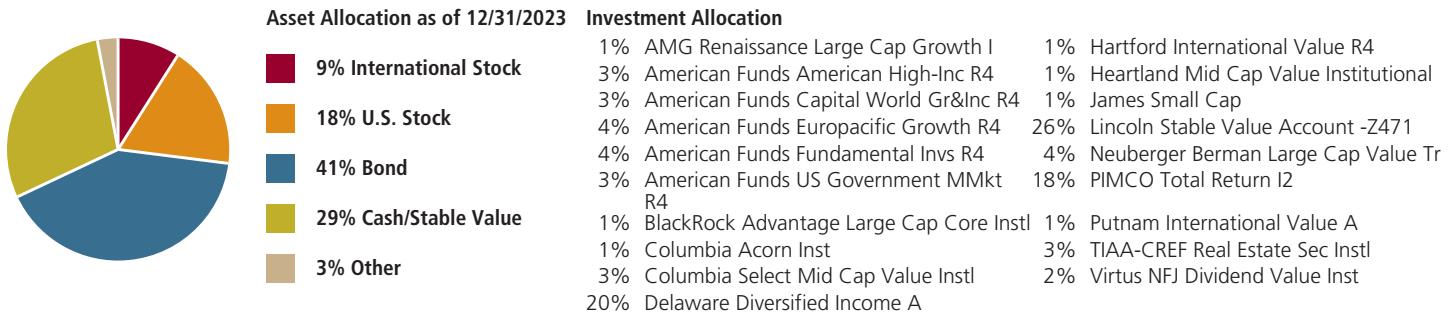 Asset Allocation as of 12/31/2023
9% International Stock
18% U.S. Stock
41% Bond
29% Cash/Stable Value
3% Other
Investment Allocation
1% AMG Renaissance Large Cap Growth I
3% American Funds American High-Inc R4
3% American Funds Capital World Gr&Inc R4
4% American Funds Europacific Growth R4
4% American Funds Fundamental Invs R4
3% American Funds US Government MMkt
R4
1% BlackRock Advantage Large Cap Core Instl
1% Columbia Acorn Inst
3% Columbia Select Mid Cap Value Instl
20% Delaware Diversified Income A
1% Hartford International Value R4
1% Heartland Mid Cap Value Institutional
1% James Small Cap
26% Lincoln Stable Value Account -Z471
4% Neuberger Berman Large Cap Value Tr
18% PIMCO Total Return I2
1% Putnam International Value A
3% TIAA-CREF Real Estate Sec Instl
2% Virtus NFJ Dividend Value Inst